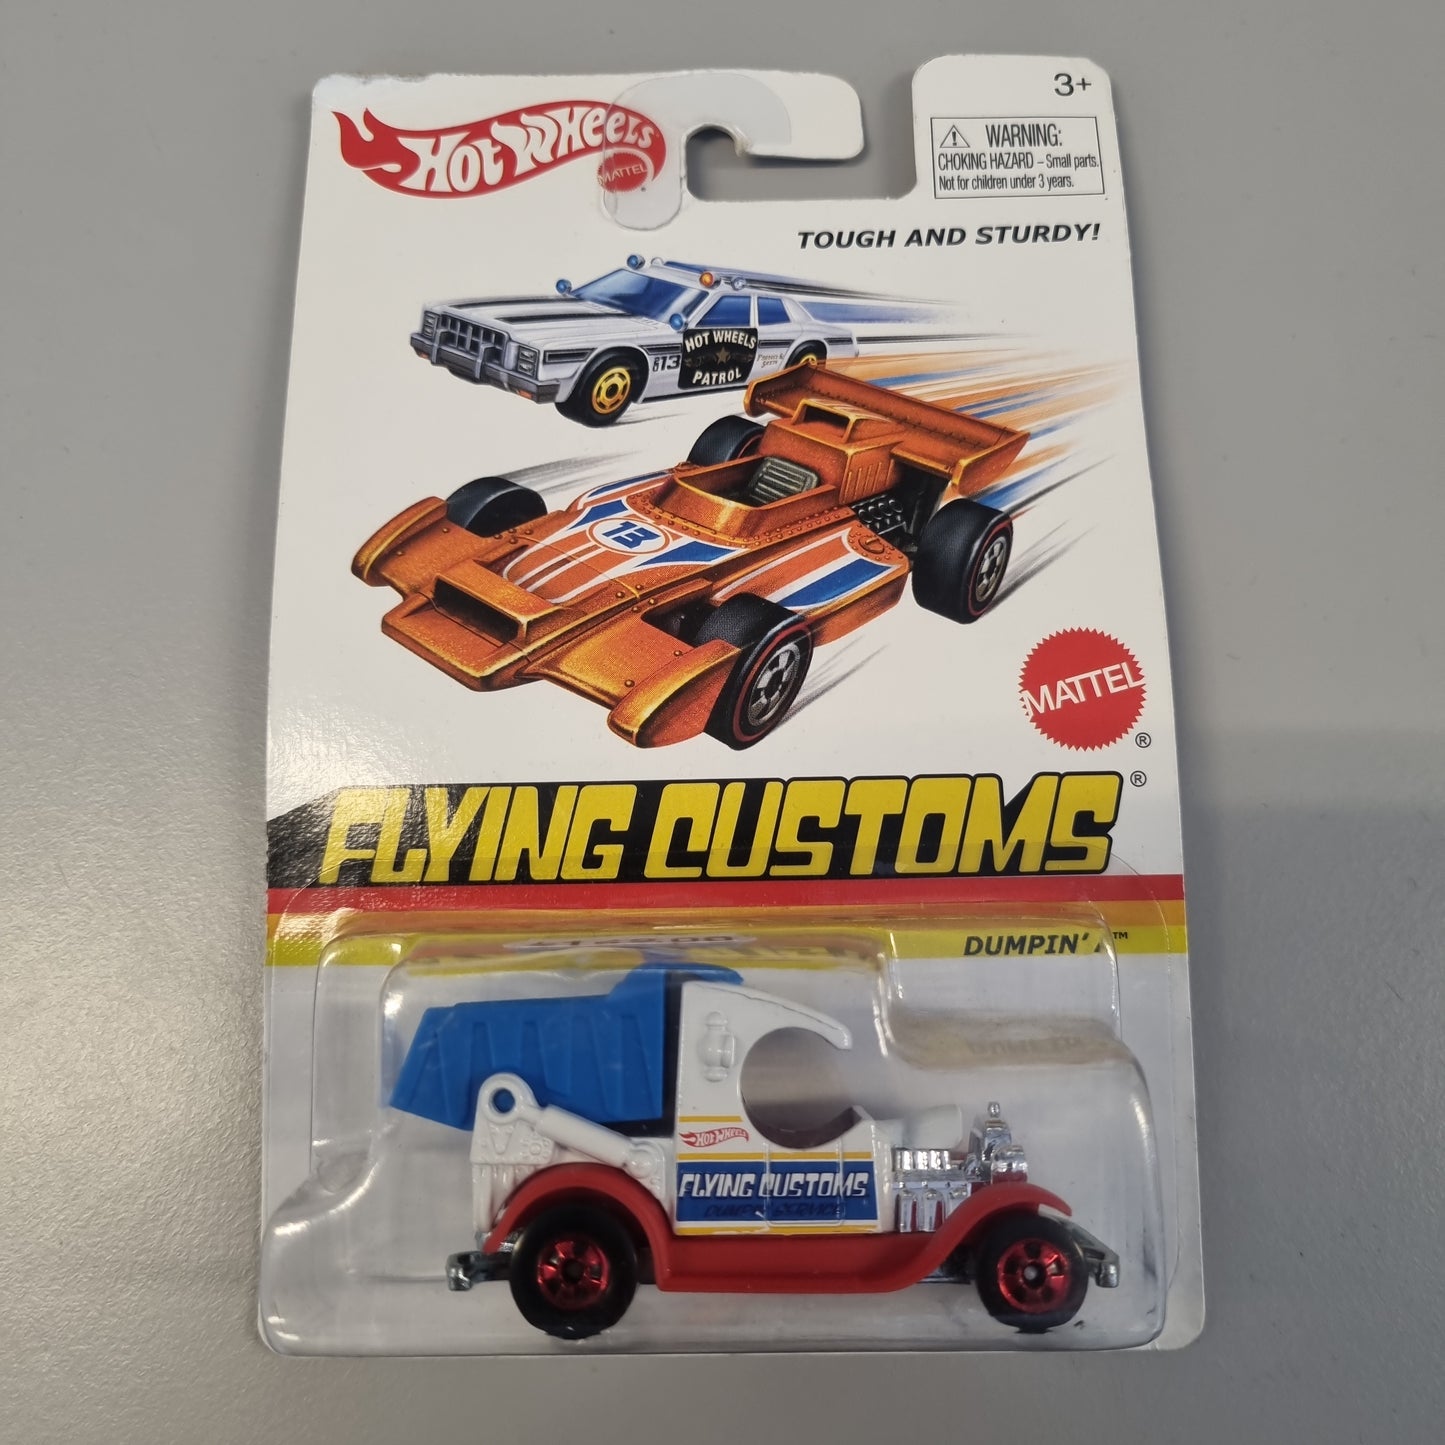 3+
HOT WHEELS
MATTEL
®
WARNING:
CHOKING HAZARD – Small parts.
Not for children under 3 years.
TOUGH AND STURDY!
13
HOT WHEELS
PATROL
13
MATTEL
®
FLYING CUSTOMS
®
DUMPIN' A™
HOT WHEELS
FLYING CUSTOMS